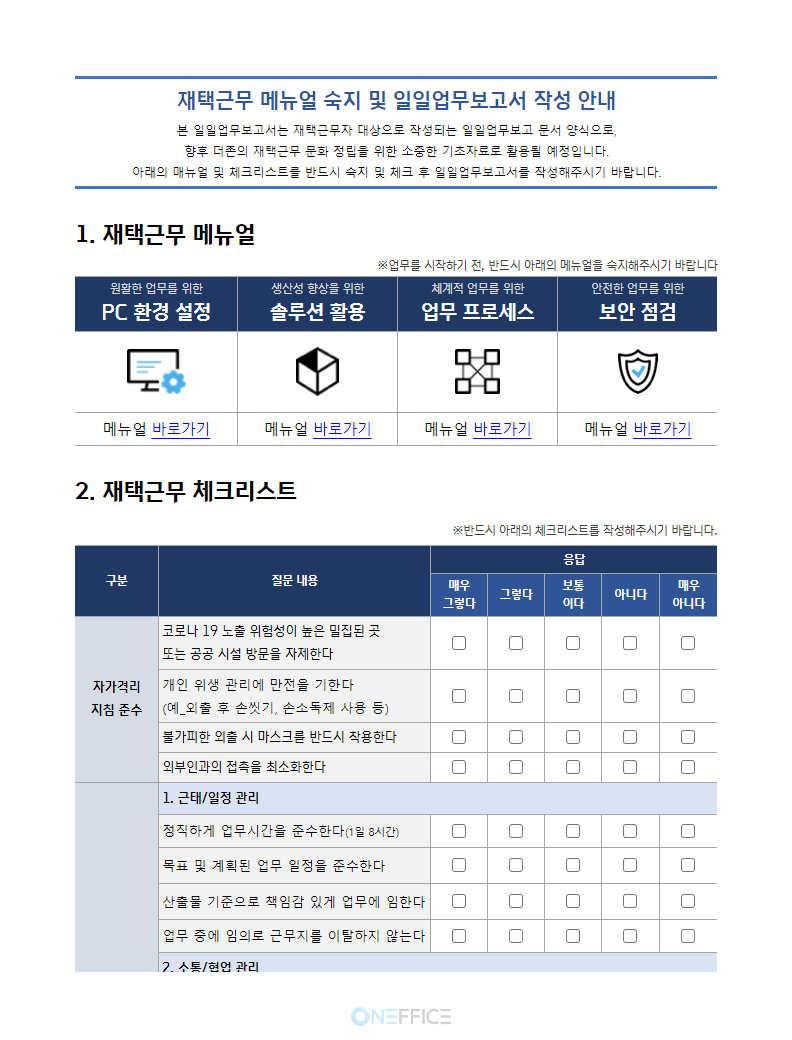 재택근무 메뉴얼 숙지 및 일일업무보고서 작성 안내
본 일일업무보고서는 재택근무자 대상으로 작성되는 일일업무보고 문서 양식으로,
향후 더존의 재택근무 문화 정립을 위한 소중한 기초자료로 활용될 예정입니다.
아래의 매뉴얼 및 체크리스트를 반드시 숙지 및 체크 후 일일업무보고서를 작성해주시기 바랍니다.
1. 재택근무 메뉴얼
※업무를 시작하기 전, 반드시 아래의 메뉴얼을 숙지해주시기 바랍니다
원활한 업무를 위한
PC 환경 설정
생산성 향상을 위한
솔루션 활용
체계적 업무를 위한
업무 프로세스
안전한 업무를 위한
보안 점검
메뉴얼 바로가기
메뉴얼 바로가기
메뉴얼 바로가기
메뉴얼 바로가기
2. 재택근무 체크리스트
※반드시 아래의 체크리스트를 작성해주시기 바랍니다.
구분
질문 내용
응답
매우
그렇다
그렇다
보통
이다
아니다
매우
아니다
자가격리
지침 준수
코로나 19 노출 위험성이 높은 밀집된 곳
또는 공공 시설 방문을 자제한다
개인 위생 관리에 만전을 기한다
(예_외출 후 손씻기, 손소독제 사용 등)
불가피한 외출 시 마스크를 반드시 착용한다
외부인과의 접촉을 최소화한다
1. 근태/일정 관리
정직하게 업무시간을 준수한다(1일 8시간)
목표 및 계획된 업무 일정을 준수한다
산출물 기준으로 책임감 있게 업무에 임한다
업무 중에 임의로 근무지를 이탈하지 않는다
2. 소통/협업 관리
ONEFFICE